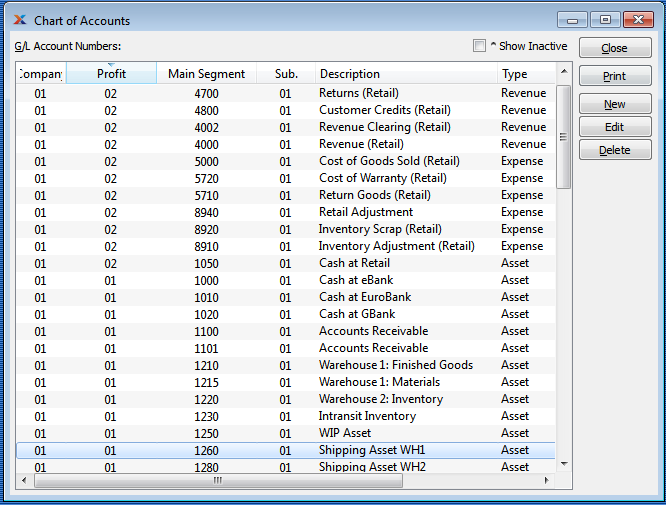 Chart of Accounts
G/L Account Numbers:
^ Show Inactive
Close
Print
New
Edit
Delete
Company Profit Main Segment Sub. Description Type
01 02 4700 01 Returns (Retail) Revenue
01 02 4800 01 Customer Credits (Retail) Revenue
01 02 4002 01 Revenue Clearing (Retail) Revenue
01 02 4000 01 Revenue (Retail) Revenue
01 02 5000 01 Cost of Goods Sold (Retail) Expense
01 02 5720 01 Cost of Warranty (Retail) Expense
01 02 5710 01 Return Goods (Retail) Expense
01 02 8940 01 Retail Adjustment Expense
01 02 8920 01 Inventory Scrap (Retail) Expense
01 02 8910 01 Inventory Adjustment (Retail) Expense
01 02 1050 01 Cash at Retail Asset
01 01 1000 01 Cash at eBank Asset
01 01 1010 01 Cash at EuroBank Asset
01 01 1020 01 Cash at GBank Asset
01 01 1100 01 Accounts Receivable Asset
01 01 1101 01 Accounts Receivable Asset
01 01 1210 01 Warehouse 1: Finished Goods Asset
01 01 1215 01 Warehouse 1: Materials Asset
01 01 1220 01 Warehouse 2: Inventory Asset
01 01 1230 01 Intransit Inventory Asset
01 01 1250 01 WIP Asset Asset
01 01 1260 01 Shipping Asset WH1 Asset
01 01 1280 01 Shipping Asset WH2 Asset